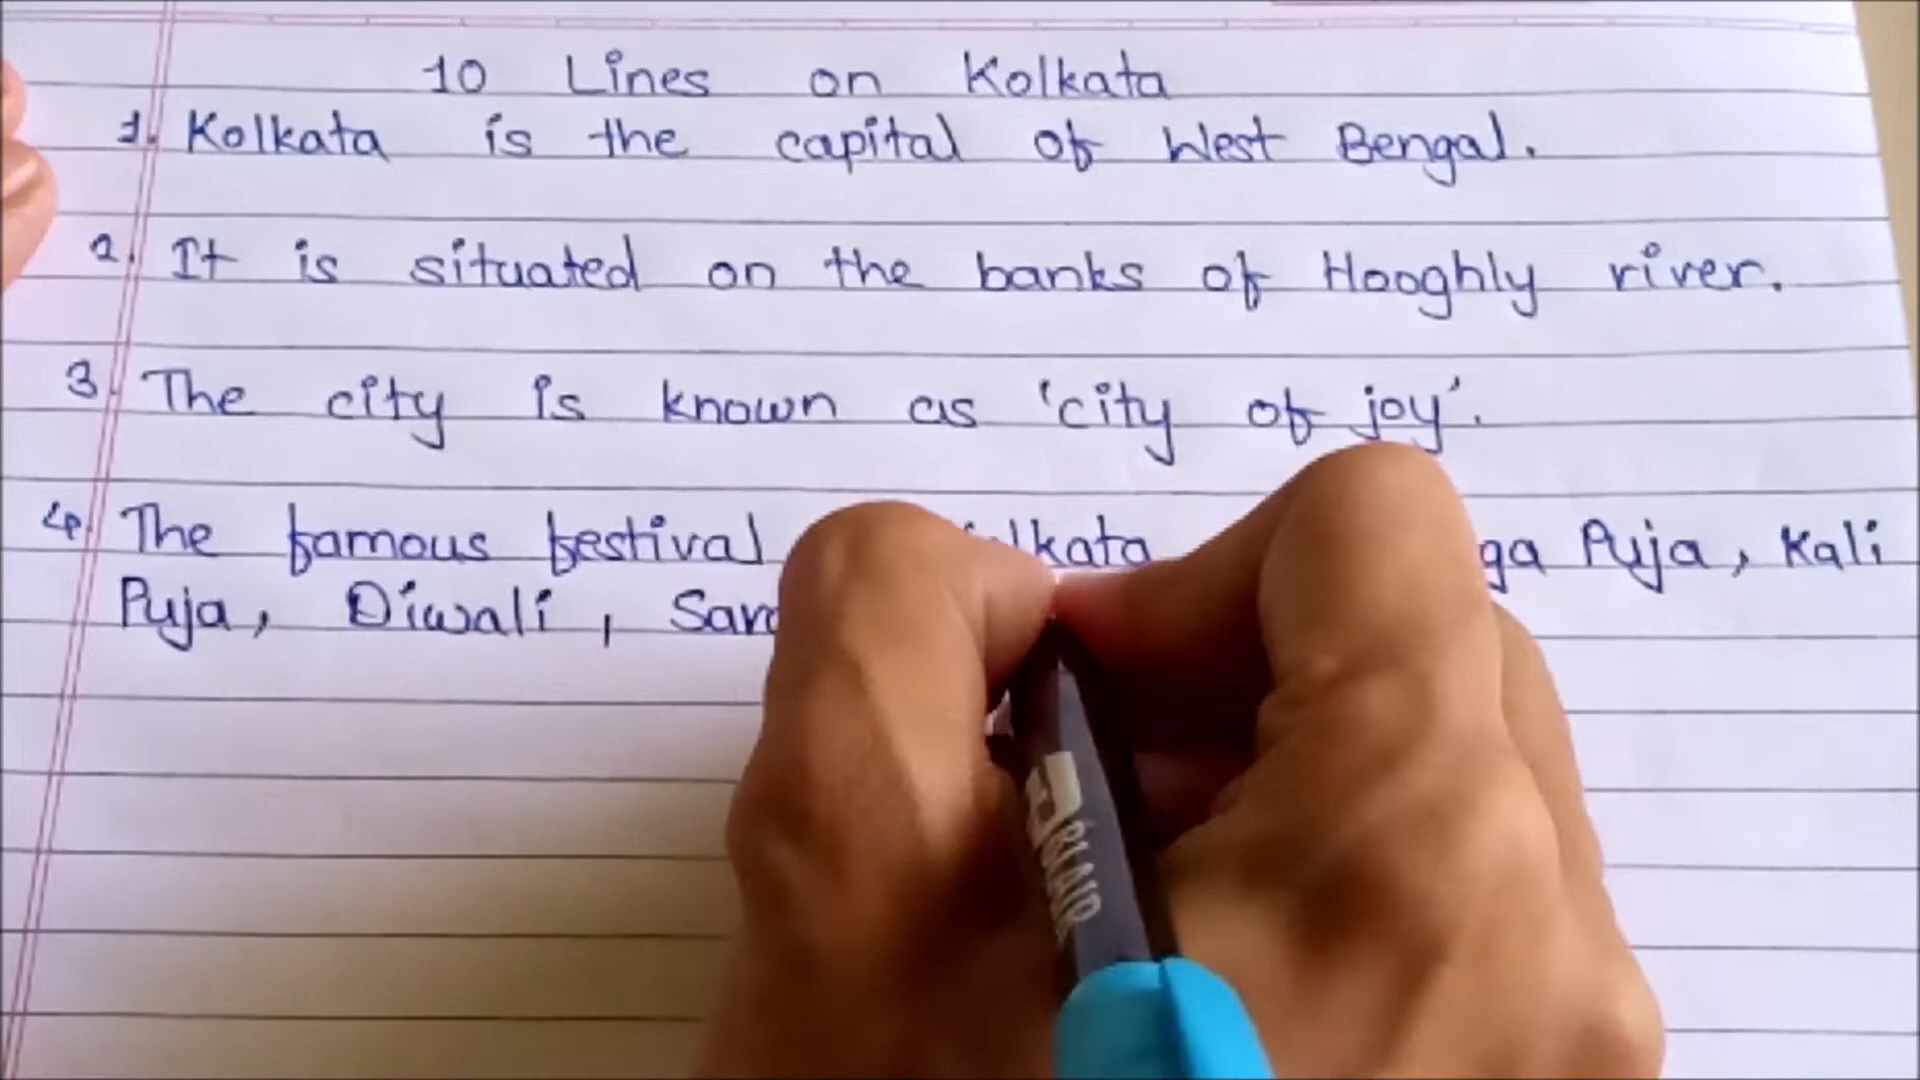 10 Lines on Kolkata
1. Kolkata is the capital of West Bengal.
2. It is situated on the banks of Hooghly river.
3. The city is known as 'city of joy'.
4. The famous festival lkata ga Puja, Kali
Puja, Diwali, Sara
FLAIR